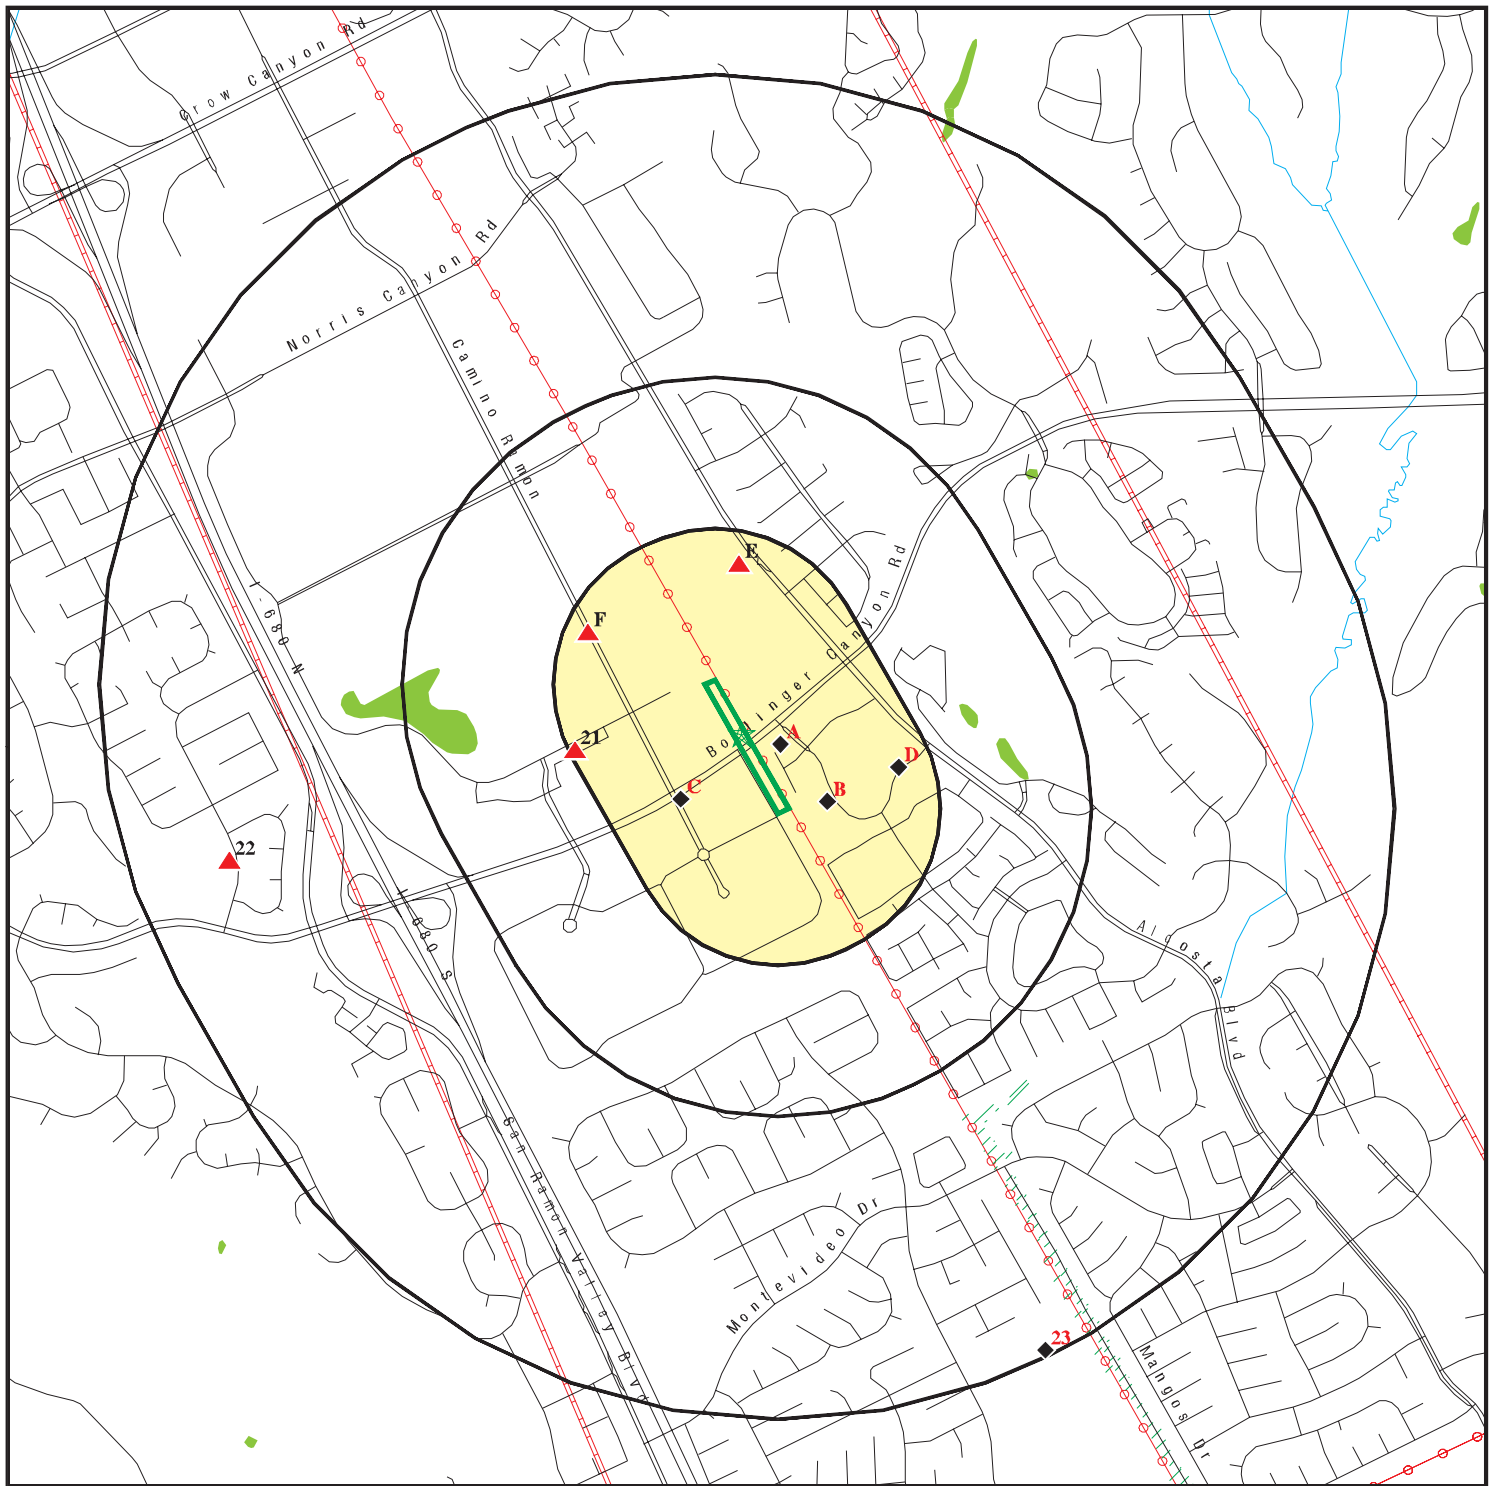 Crow Canyon Rd
Norris Canyon Rd
Camino Ramon
E
F
I-680 N
Bollinger Canyon Rd
21
A
D
C
B
22
I-680 S
Alcosta Blvd
San Ramon Valley Blvd
Montevideo Dr
23
Mangos Dr